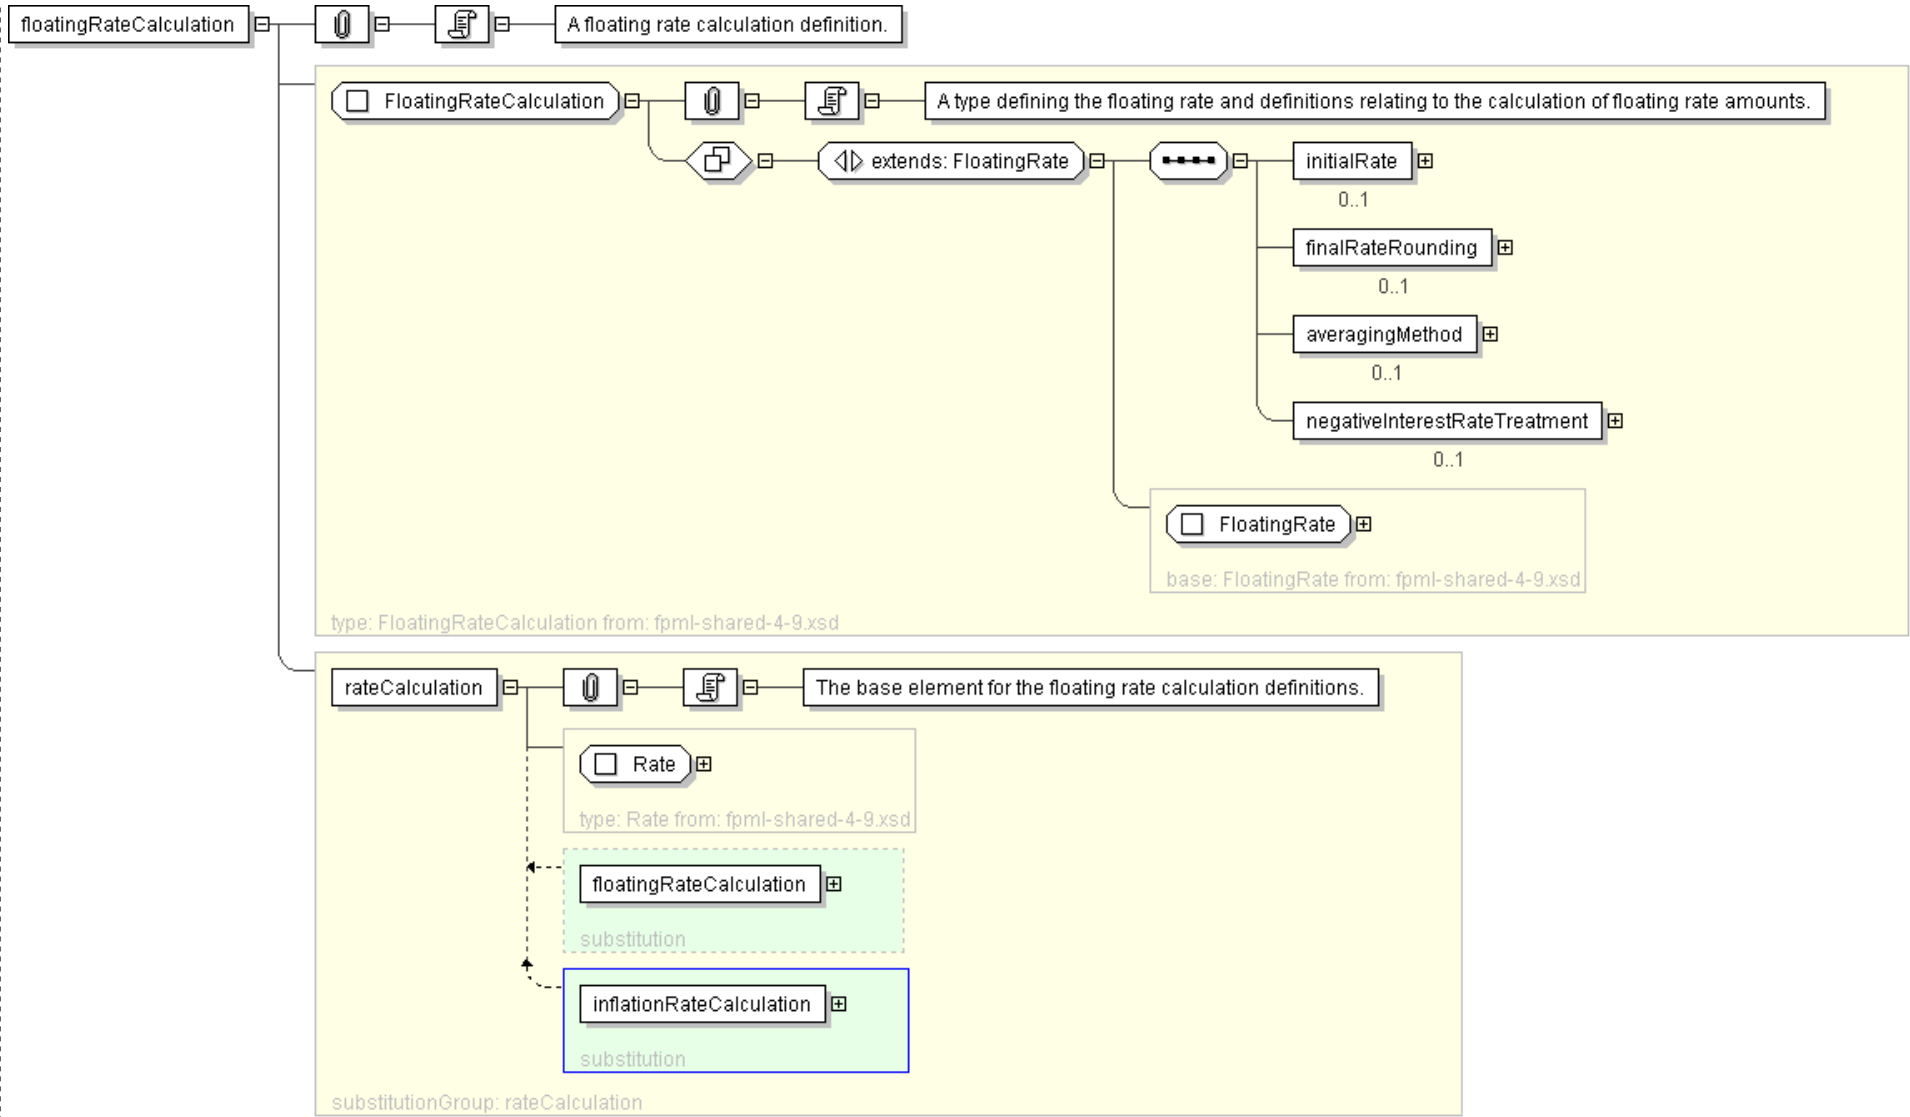 floatingRateCalculation
A floating rate calculation definition.
FloatingRateCalculation
A type defining the floating rate and definitions relating to the calculation of floating rate amounts.
extends: FloatingRate
initialRate
0..1
finalRateRounding
0..1
averagingMethod
0..1
negativeInterestRateTreatment
0..1
FloatingRate
base: FloatingRate from: fpml-shared-4-9.xsd
type: FloatingRateCalculation from: fpml-shared-4-9.xsd
rateCalculation
The base element for the floating rate calculation definitions.
Rate
type: Rate from: fpml-shared-4-9.xsd
floatingRateCalculation
substitution
inflationRateCalculation
substitution
substitutionGroup: rateCalculation